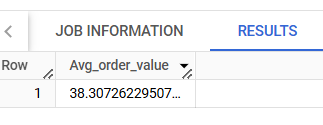 JOB INFORMATION RESULTS
Row Avg_order_value
1 38.30726229507...